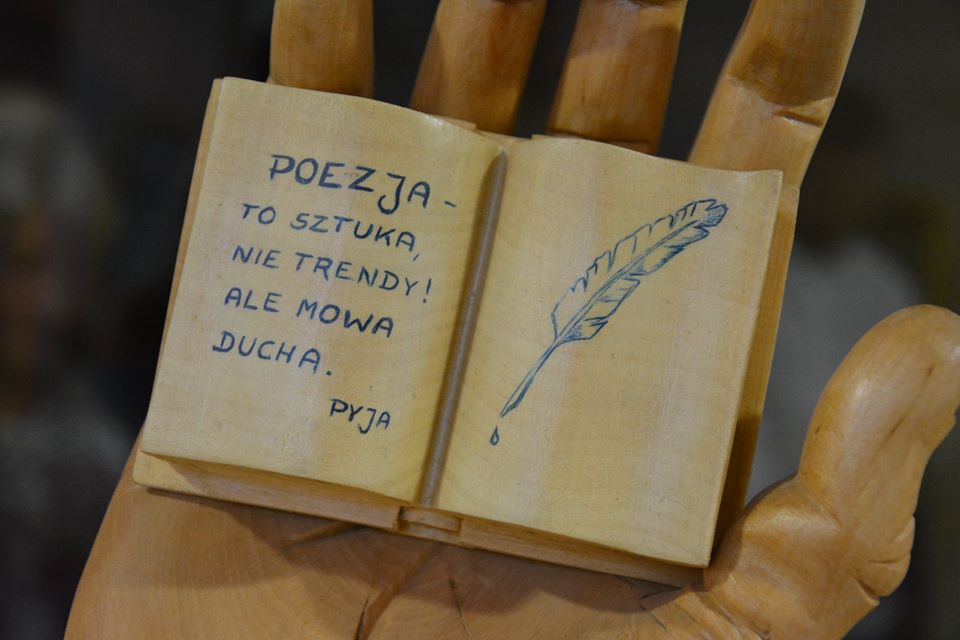 POEZJA -
TO SZTUKA,
NIE TRENDY!
ALE MOWA
DUCHA.
PYJA